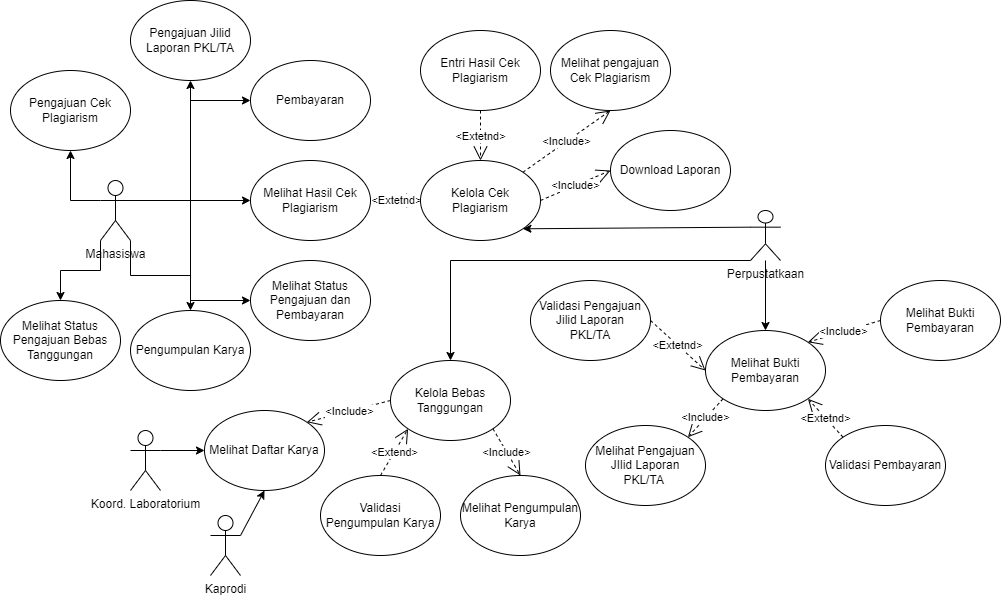 Pengajuan Jilid
Laporan PKL/TA
Entri Hasil Cek
Plagiarism
Melihat pengajuan
Cek Plagiarism
Pengajuan Cek
Plagiarism
Pembayaran
<Extetnd>
<Include>
Download Laporan
<Include>
Melihat Hasil Cek
Plagiarism
<Extetnd>
Kelola Cek
Plagiarism
Mahasiswa
Perpustatkaan
Melihat Status
Pengajuan dan
Pembayaran
Melihat Status
Pengajuan Bebas
Tanggungan
Pengumpulan Karya
Validasi Pengajuan
Jilid Laporan
PKL/TA
<Extetnd>
<Include>
Melihat Bukti
Pembayaran
Melihat Bukti
Pembayaran
Kelola Bebas
Tanggungan
<Include>
<Include>
<Extetnd>
Melihat Daftar Karya
<Extend>
<Include>
Melihat Pengajuan
JIlid Laporan
PKL/TA
Validasi Pembayaran
Koord. Laboratorium
Validasi
Pengumpulan Karya
Melihat Pengumpulan
Karya
Kaprodi